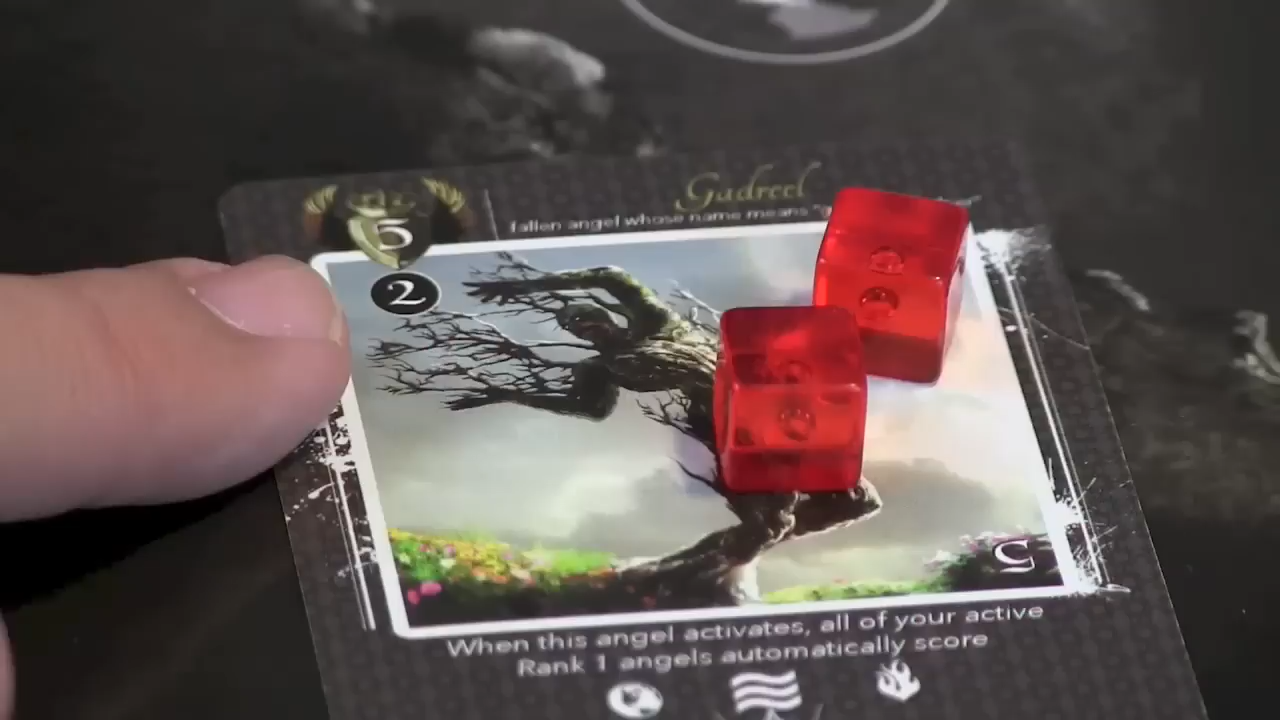 Gadreel
fallen angel whose name means
5
2
5
When this angel activates, all of your active
Rank 1 angels automatically score